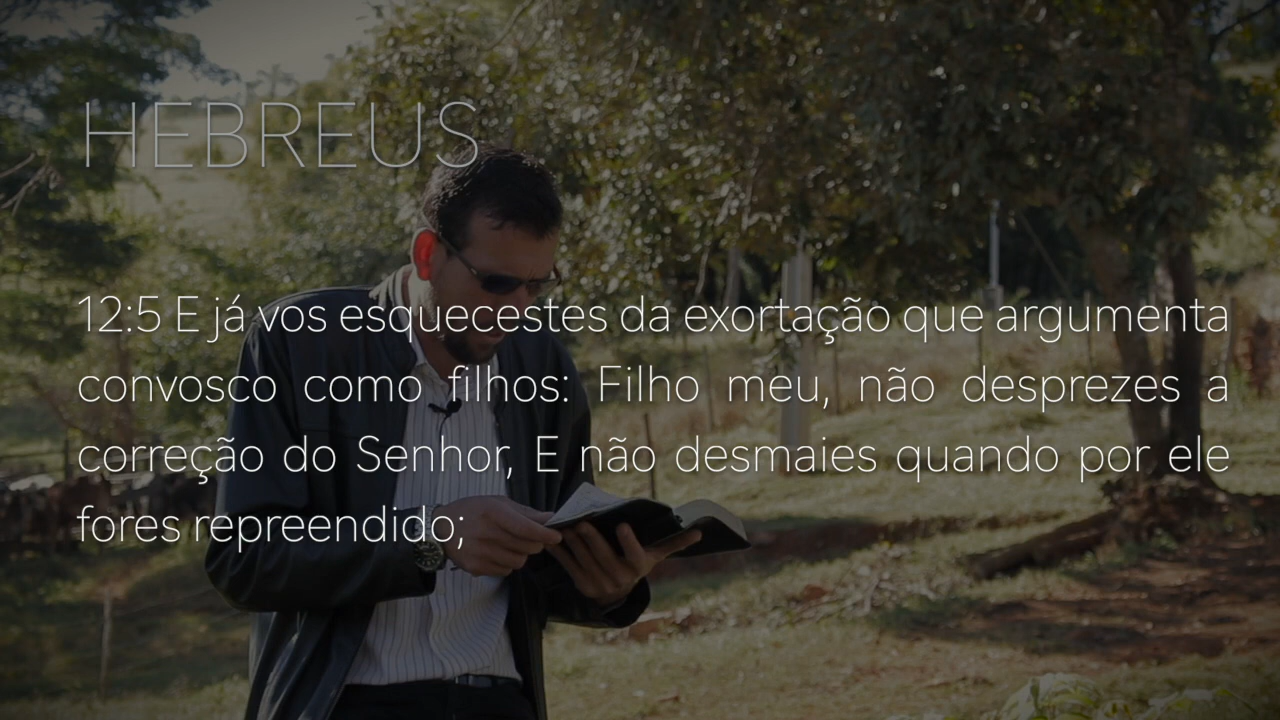 HEBREUS
12:5 E já vos esquecestes da exortação que argumenta
convosco como filhos: Filho meu, não desprezes a
correção do Senhor, E não desmaies quando por ele
fores repreendido;